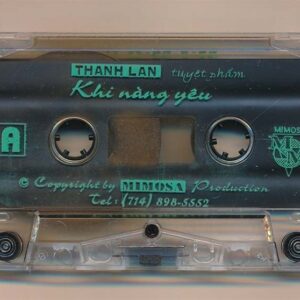 THANH LAN tuyệt phẩm
Khi nàng yêu
A
MIMOSA
© Copyright by MIMOSA Production
Tel: (714) 898-5552